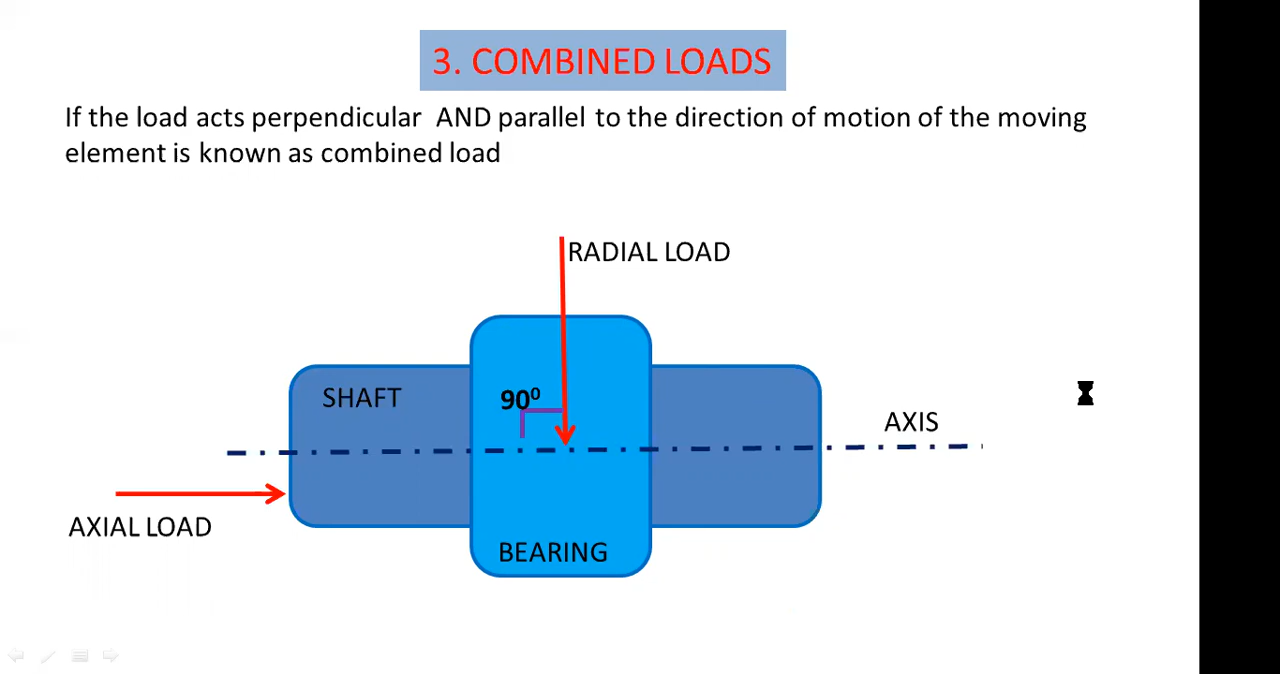 3. COMBINED LOADS
If the load acts perpendicular AND parallel to the direction of motion of the moving
element is known as combined load
RADIAL LOAD
SHAFT
90⁰
AXIS
AXIAL LOAD
BEARING